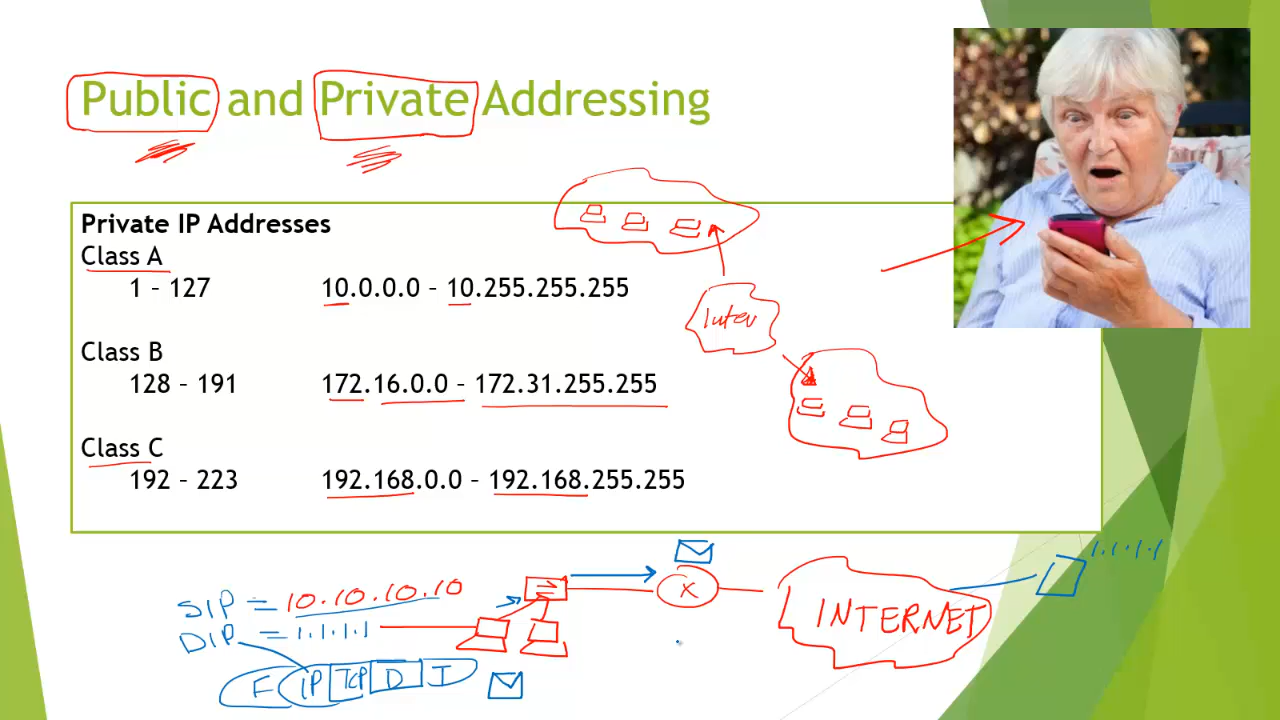 Public and Private Addressing
Private IP Addresses
Class A
1 – 127 10.0.0.0 – 10.255.255.255
Inter
Class B
128 – 191 172.16.0.0 – 172.31.255.255
Class C
192 – 223 192.168.0.0 – 192.168.255.255
1.1.1.1
SIP = 10.10.10.10
X
INTERNET
DIP = 1.1.1.1
F IP TCP D I